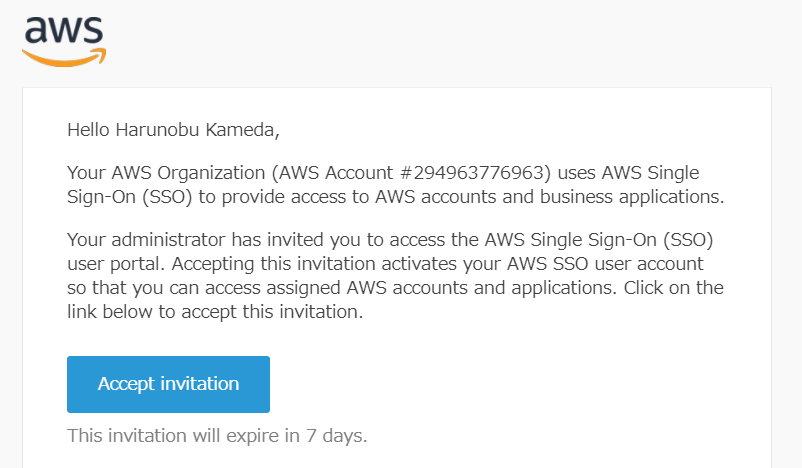 aws
Hello Harunobu Kameda,
Your AWS Organization (AWS Account #294963776963) uses AWS Single
Sign-On (SSO) to provide access to AWS accounts and business applications.
Your administrator has invited you to access the AWS Single Sign-On (SSO)
user portal. Accepting this invitation activates your AWS SSO user account
so that you can access assigned AWS accounts and applications. Click on the
link below to accept this invitation.
Accept invitation
This invitation will expire in 7 days.